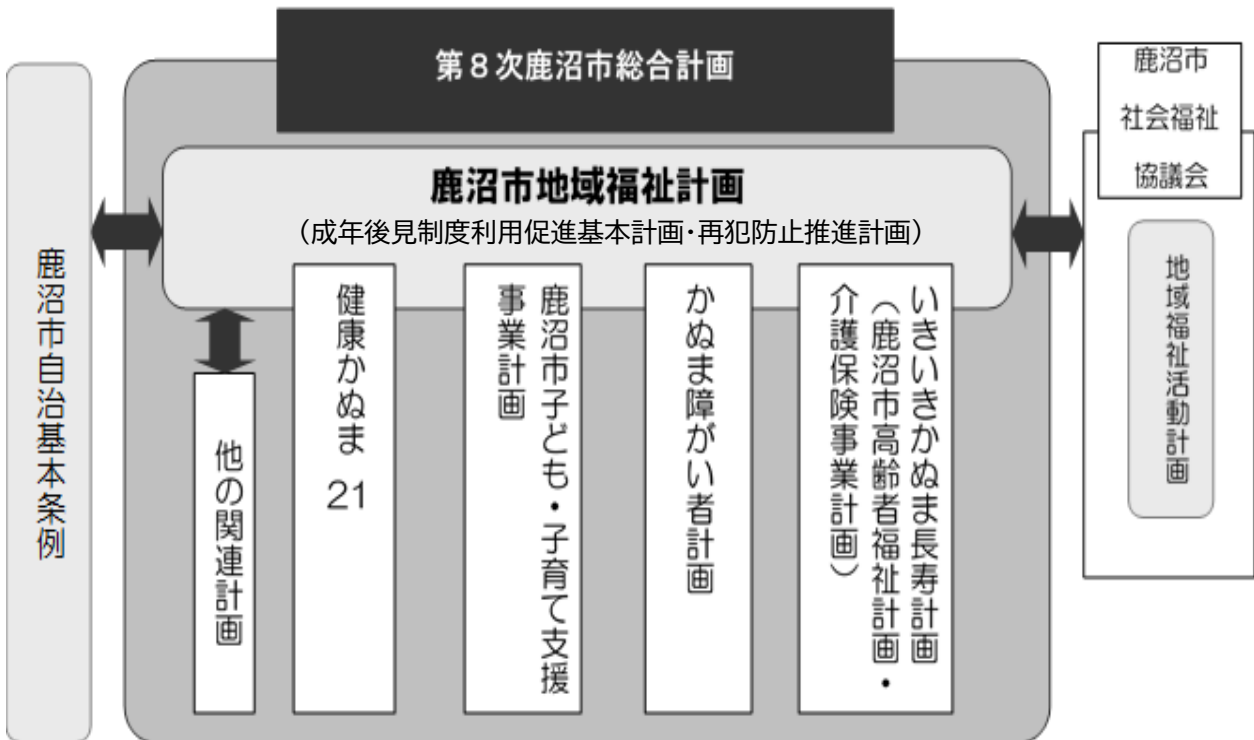 第８次鹿沼市総合計画
鹿沼市地域福祉計画
（成年後見制度利用促進基本計画･再犯防止推進計画）
鹿沼市自治基本条例
他の関連計画
健康かぬま
21
鹿沼市子ども・子育て支援
事業計画
かぬま障がい者計画
いきいきかぬま長寿計画
（鹿沼市高齢者福祉計画・
介護保険事業計画）
鹿沼市
社会福祉
協議会
地域福祉活動計画